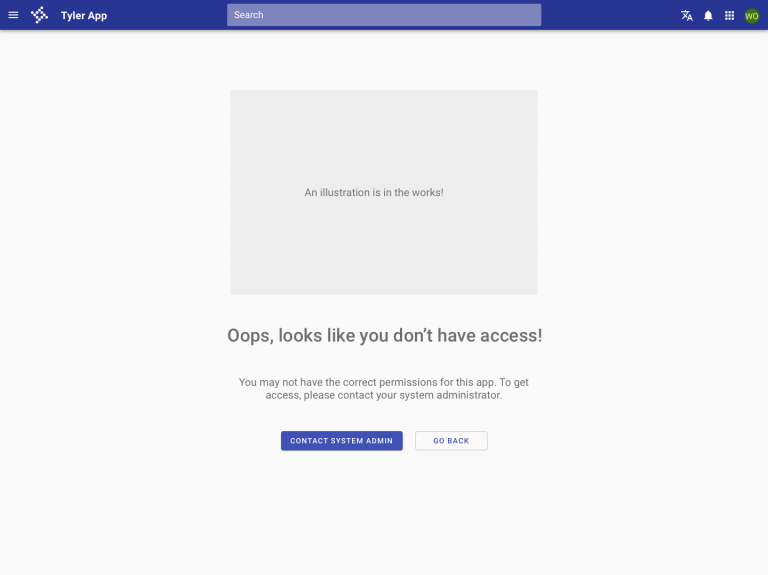 Tyler App
Search
WO
An illustration is in the works!
Oops, looks like you don’t have access!
You may not have the correct permissions for this app. To get
access, please contact your system administrator.
CONTACT SYSTEM ADMIN
GO BACK